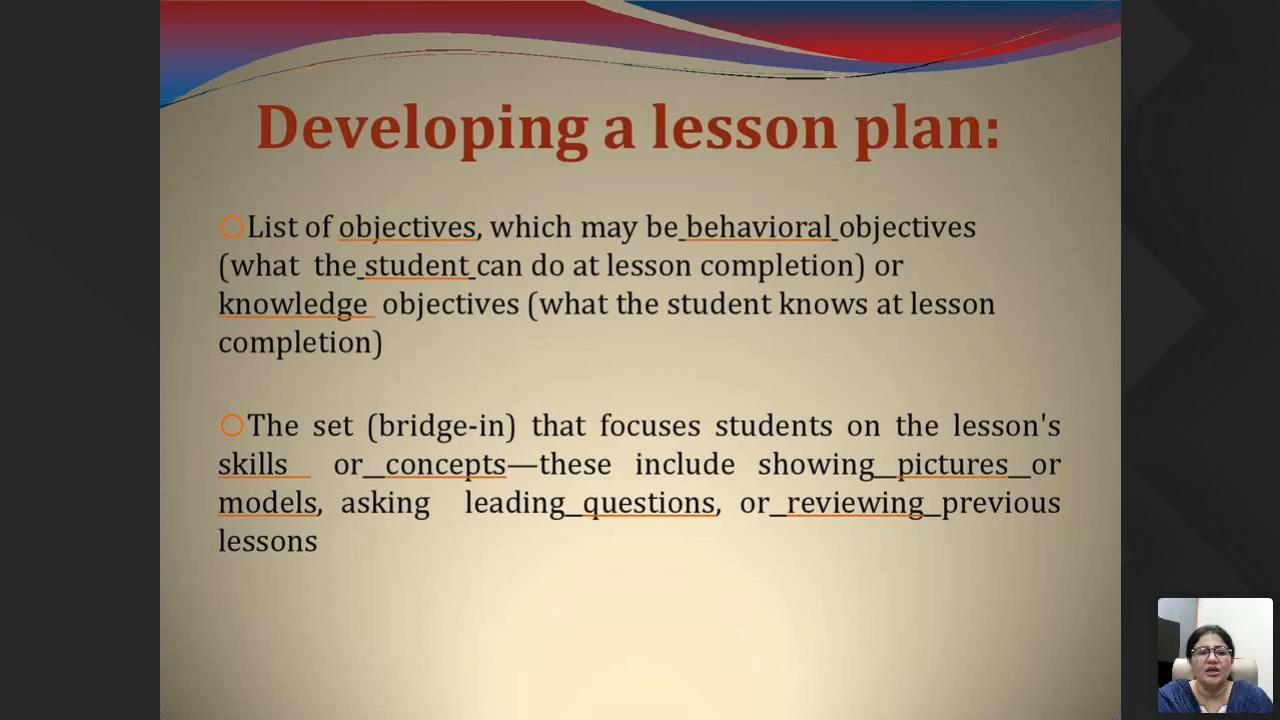 Developing a lesson plan:
○List of objectives, which may be behavioral objectives
(what the student can do at lesson completion) or
knowledge objectives (what the student knows at lesson
completion)
○The set (bridge-in) that focuses students on the lesson's
skills or concepts—these include showing pictures or
models, asking leading questions, or reviewing previous
lessons